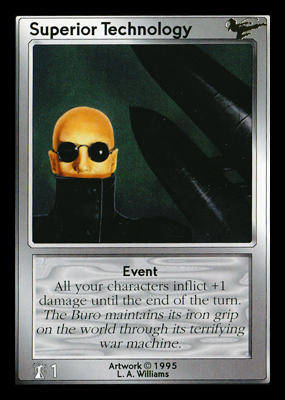 Superior Technology
Event
All your characters inflict +1
damage until the end of the turn.
The Buro maintains its iron grip
on the world through its terrifying
war machine.
1
Artwork © 1995
L. A. Williams